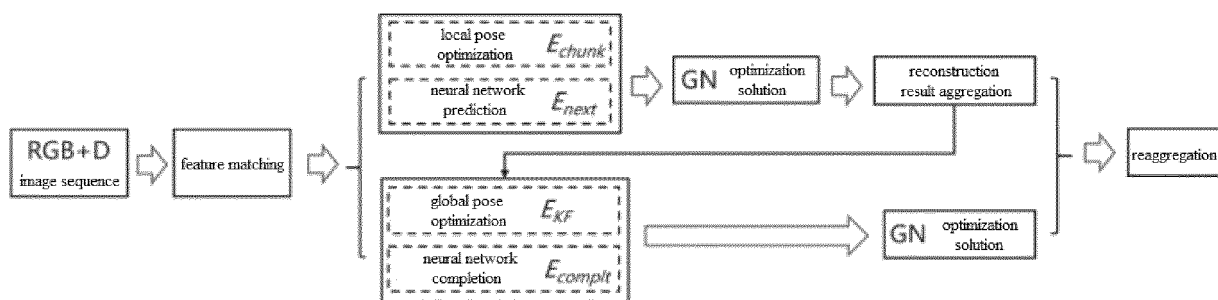 RGB+D
image sequence
feature matching
local pose
optimization
E_chunk
neural network
prediction
E_next
GN
optimization
solution
reconstruction
result aggregation
global pose
optimization
E_KF
neural network
completion
E_complt
GN
optimization
solution
reaggregation